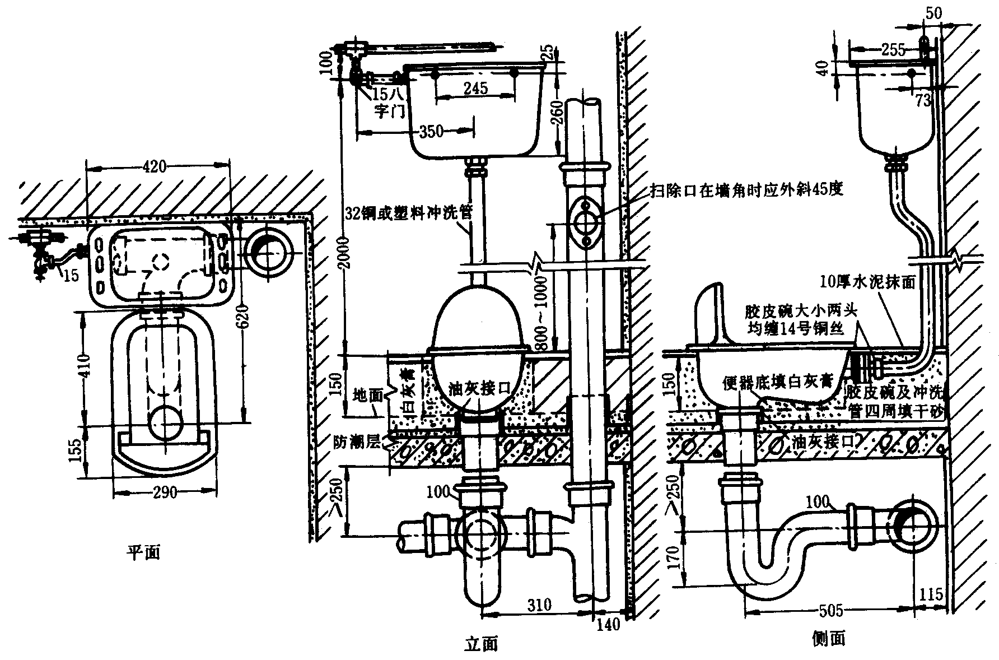 420
15
620
410
155
290
平面
100
15八
字门
245
350
25
260
32铜或塑料冲洗管
2000
800~1000
扫除口在墙角时应外斜45度
150
地面
白灰膏
油灰接口
防潮层
>250
100
310
140
立面
50
255
40
73
10厚水泥抹面
胶皮碗大小两头
均缠14号铜丝
150
便器底填白灰膏
胶皮碗及冲洗
管四周填干砂
油灰接口
>250
100
170
505
115
侧面